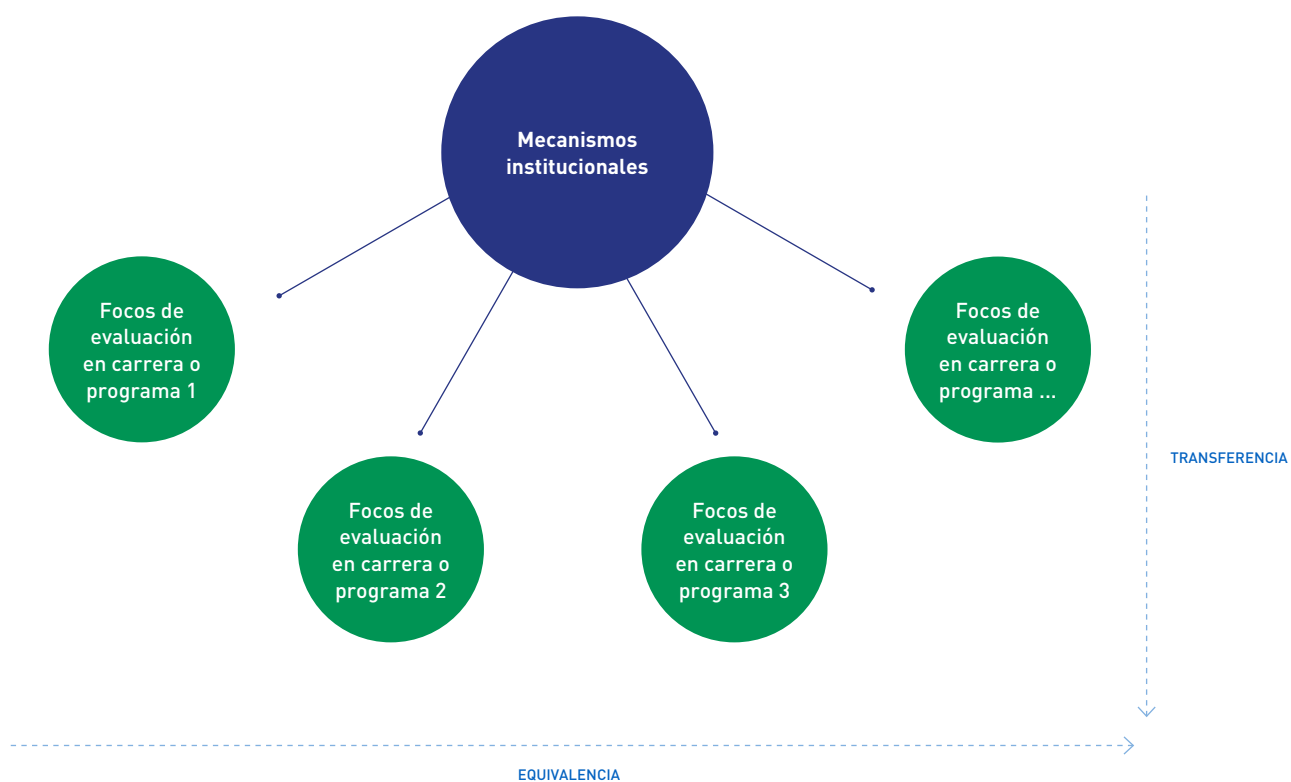 Mecanismos
institucionales
Focos de
evaluación
en carrera o
programa 1
Focos de
evaluación
en carrera o
programa ...
TRANSFERENCIA
Focos de
evaluación
en carrera o
programa 2
Focos de
evaluación
en carrera o
programa 3
EQUIVALENCIA